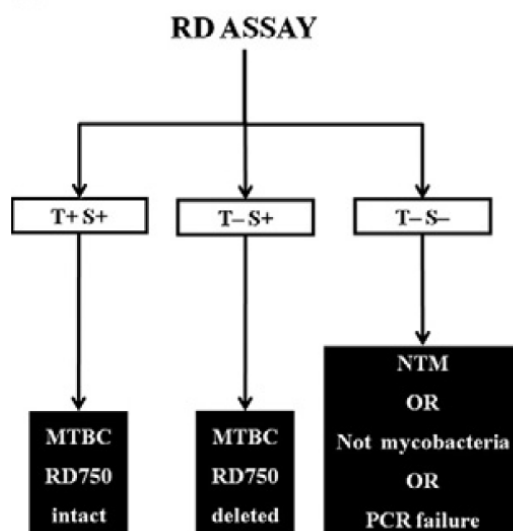 RD ASSAY
T+ S+
T– S+
T– S–
MTBC
RD750
intact
MTBC
RD750
deleted
NTM
OR
Not mycobacteria
OR
PCR failure